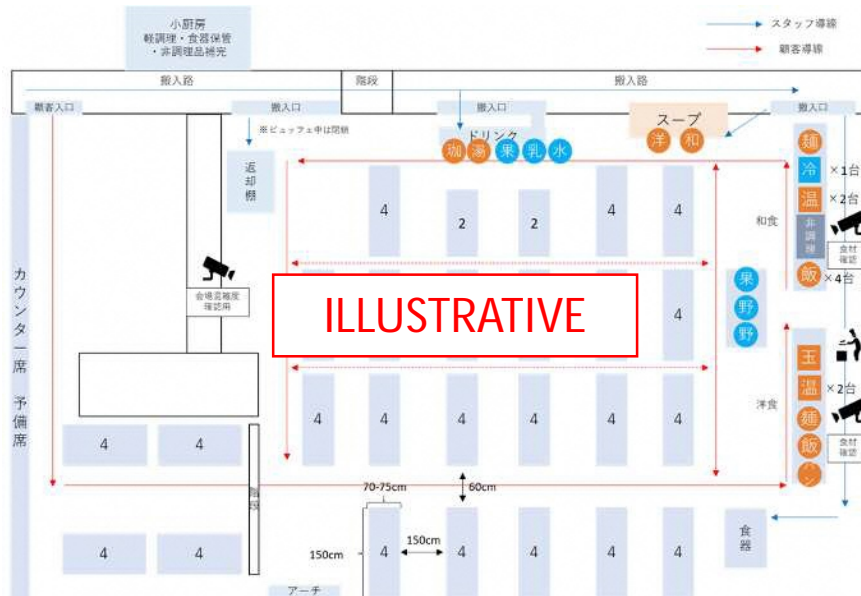 小厨房
軽調理・食器保管
・非調理品補充
スタッフ導線
顧客導線
搬入路
階段
搬入路
顧客入口
搬入口
搬入口
搬入口
※ビュッフェ中は閉鎖
ドリンク
珈
湯
果
乳
水
スープ
洋
和
麺
冷
×1台
温
×2台
非調理
飯
×4台
食材
確認
和食
返却棚
4
2
2
4
4
会場混雑度
確認用
ILLUSTRATIVE
4
果
野
野
カウンター席 予備席
玉
温
×2台
麺
飯
パン
食材
確認
洋食
4
4
4
4
4
4
4
4
階段
70-75cm
60cm
150cm
150cm
4
4
4
4
4
4
4
食器
アーチ